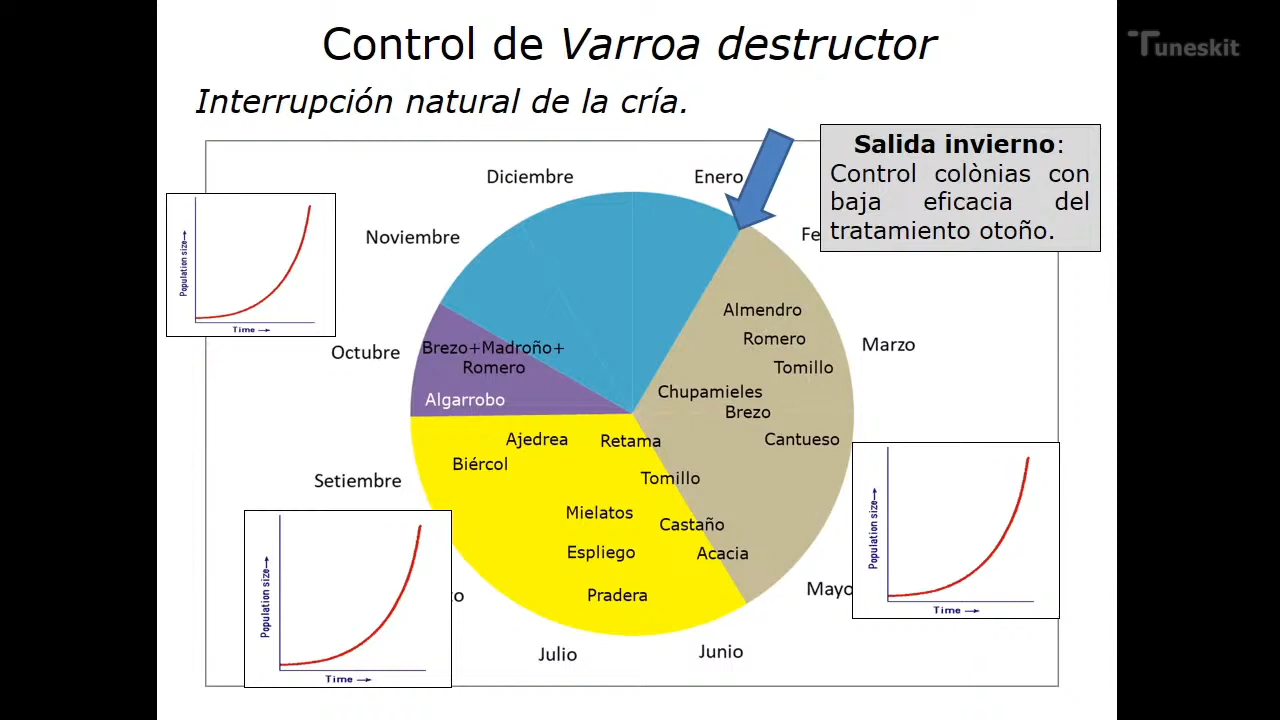 Control de Varroa destructor
Tuneskit
Interrupción natural de la cría.
Salida invierno:
Control colònias con
baja eficacia del
tratamiento otoño.
Diciembre
Enero
Noviembre
Fe
Population size
Time
Almendro
Romero
Marzo
Tomillo
Octubre
Brezo+Madroño+
Romero
Algarrobo
Chupamieles
Brezo
Cantueso
Ajedrea
Retama
Biércol
Tomillo
Setiembre
Mielatos
Castaño
Espliego
Acacia
Pradera
Mayo
ro
Population size
Time
Population size
Time
Julio
Junio